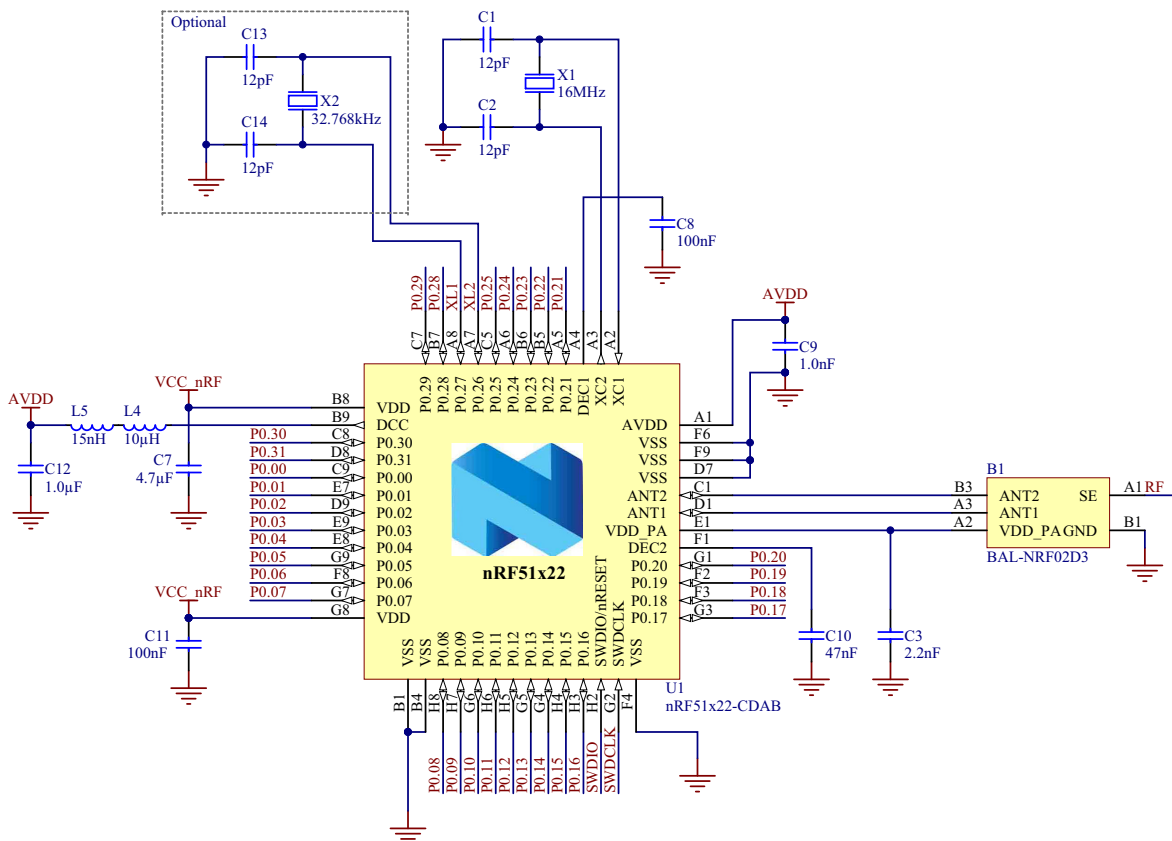 Optional
C13
12pF
X2
32.768kHz
C14
12pF
C1
12pF
X1
16MHz
C2
12pF
C8
100nF
P0.29
P0.28
XL1
XL2
P0.25
P0.24
P0.23
P0.22
P0.21
C7
B7
A8
A7
C5
A6
B6
B5
A5
A4
A3
A2
P0.29
P0.28
P0.27
P0.26
P0.25
P0.24
P0.23
P0.22
P0.21
DEC1
XC2
XC1
AVDD
C9
1.0nF
AVDD
L5
15nH
L4
10µH
VCC_nRF
C12
1.0µF
C7
4.7µF
VCC_nRF
C11
100nF
B8 VDD
B9 DCC
P0.30 C8 P0.30
P0.31 D8 P0.31
P0.00 C9 P0.00
P0.01 E7 P0.01
P0.02 D9 P0.02
P0.03 E9 P0.03
P0.04 E8 P0.04
P0.05 G9 P0.05
P0.06 F8 P0.06
P0.07 G7 P0.07
G8 VDD
nRF51x22
AVDD A1
VSS F6
VSS F9
VSS D7
ANT2 C1
ANT1 D1
VDD_PA E1
DEC2 F1
P0.20 G1 P0.20
P0.19 F2 P0.19
P0.18 F3 P0.18
P0.17 G3 P0.17
B1
B3 ANT2 SE A1 RF
A3 ANT1
A2 VDD_PA GND B1
BAL-NRF02D3
C10
47nF
C3
2.2nF
VSS
VSS
P0.08
P0.09
P0.10
P0.11
P0.12
P0.13
P0.14
P0.15
P0.16
SWDIO/nRESET
SWDCLK
VSS
U1
nRF51x22-CDAB
B1
B4
H8
H7
G6
H6
H5
G5
G4
H4
H3
H2
G2
F4
P0.08
P0.09
P0.10
P0.11
P0.12
P0.13
P0.14
P0.15
P0.16
SWDIO
SWDCLK